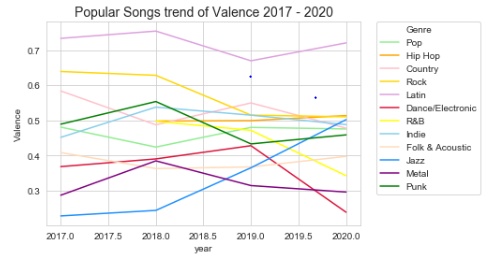 Popular Songs trend of Valence 2017 - 2020
Valence
0.7
0.6
0.5
0.4
0.3
2017.0 2017.5 2018.0 2018.5 2019.0 2019.5 2020.0
year
Genre
Pop
Hip Hop
Country
Rock
Latin
Dance/Electronic
R&B
Indie
Folk & Acoustic
Jazz
Metal
Punk